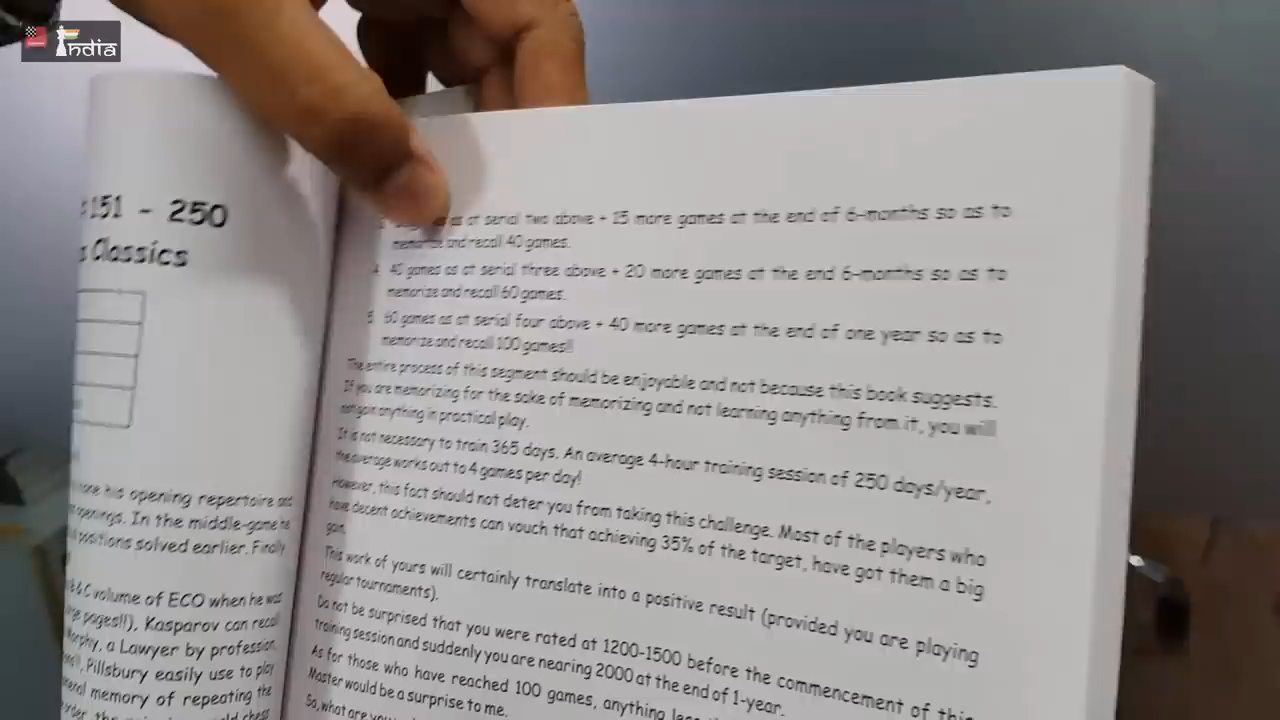 India
151 - 250
Classics
as at serial two above + 15 more games at the end of 6-months so as to
memorize and recall 40 games.
4. 40 games as at serial three above + 20 more games at the end 6-months so as to
memorize and recall 60 games.
5. 60 games as at serial four above + 40 more games at the end of one year so as to
memorize and recall 100 games!!
The entire process of this segment should be enjoyable and not because this book suggests.
If you are memorizing for the sake of memorizing and not learning anything from it, you will
not gain anything in practical play.
It is not necessary to train 365 days. An average 4-hour training session of 250 days/year,
the average works out to 4 games per day!
However, this fact should not deter you from taking this challenge. Most of the players who
have decent achievements can vouch that achieving 35% of the target, have got them a big
gain.
This work of yours will certainly translate into a positive result (provided you are playing
regular tournaments).
Do not be surprised that you were rated at 1200-1500 before the commencement of this
training session and suddenly you are nearing 2000 at the end of 1-year.
As for those who have reached 100 games, anything less
Master would be a surprise to me.
So, what are you
his opening repertoire and
openings. In the middle-game he
positions solved earlier. Finally
& C volume of ECO when he was
pages!!), Kasparov can recall
Morphy, a Lawyer by profession,
Pillsbury easily use to play
memory of repeating the